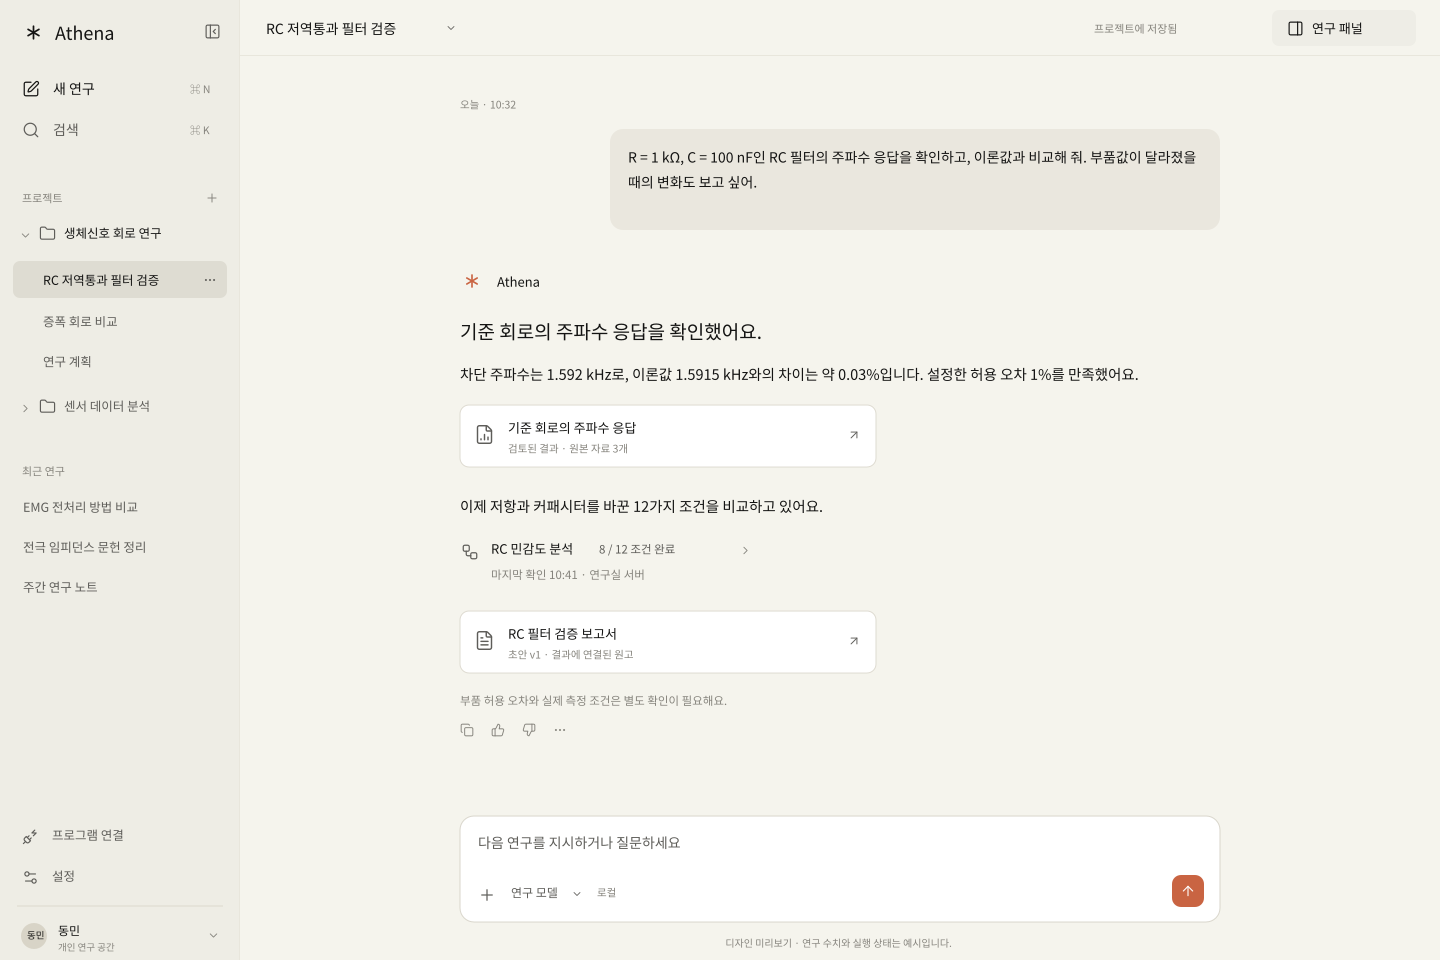 Athena
새 연구
⌘ N
검색
⌘ K
프로젝트
생체신호 회로 연구
RC 저역통과 필터 검증
증폭 회로 비교
연구 계획
센서 데이터 분석
최근 연구
EMG 전처리 방법 비교
전극 임피던스 문헌 정리
주간 연구 노트
프로그램 연결
설정
동민
동민
개인 연구 공간
RC 저역통과 필터 검증
프로젝트에 저장됨
연구 패널
오늘 · 10:32
R = 1 kΩ, C = 100 nF인 RC 필터의 주파수 응답을 확인하고, 이론값과 비교해 줘. 부품값이 달라졌을
때의 변화도 보고 싶어.
Athena
기준 회로의 주파수 응답을 확인했어요.
차단 주파수는 1.592 kHz로, 이론값 1.5915 kHz와의 차이는 약 0.03%입니다. 설정한 허용 오차 1%를 만족했어요.
기준 회로의 주파수 응답
검토된 결과 · 원본 자료 3개
이제 저항과 커패시터를 바꾼 12가지 조건을 비교하고 있어요.
RC 민감도 분석
8 / 12 조건 완료
마지막 확인 10:41 · 연구실 서버
RC 필터 검증 보고서
초안 v1 · 결과에 연결된 원고
부품 허용 오차와 실제 측정 조건은 별도 확인이 필요해요.
다음 연구를 지시하거나 질문하세요
연구 모델
로컬
디자인 미리보기 · 연구 수치와 실행 상태는 예시입니다.